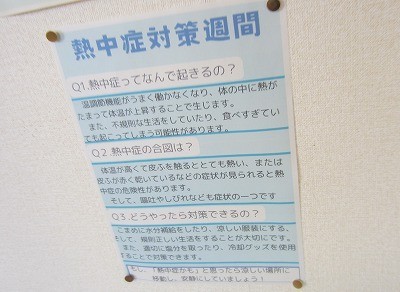 熱中症対策週間
Q1.熱中症ってなんで起きるの？
温調節機能がうまく働かなくなり、体の中に熱が
たまって体温が上昇することで生じます。
また、不規則な生活をしていたり、食べすぎてい
ても起こってしまう可能性があります。
Q2.熱中症の合図は？
体温が高くて皮ふを触るととても熱い、または
皮ふが赤く乾いているなどの症状が見られると熱
中症の危険性があります。
そして、嘔吐やしびれなども症状の一つです
Q3.どうやったら対策できるの？
こまめに水分補給をしたり、涼しい服装にする、
そして、規則正しい生活をすることが大切にです。
また、適切に塩分を取ったり、冷却グッズを使用
することで対策できます。
もし、「熱中症かも」と思ったら涼しい場所に
移動し、安静にしていましょう！